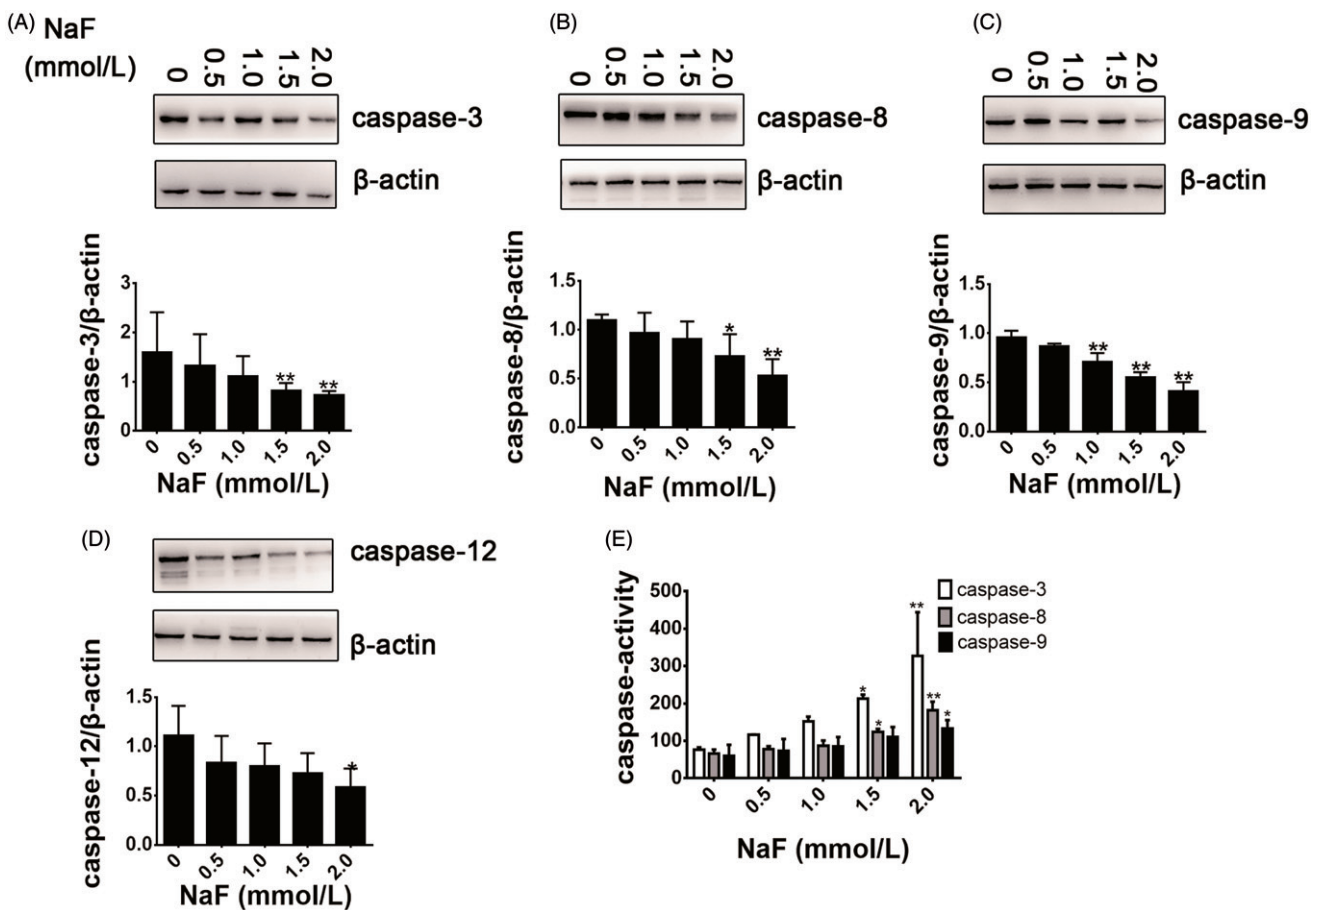 (A) NaF
(mmol/L)
0 0.5 1.0 1.5 2.0
caspase-3
β-actin
caspase-3/β-actin
3
2
1
0
** **
0 0.5 1.0 1.5 2.0
NaF (mmol/L)
(B)
0 0.5 1.0 1.5 2.0
caspase-8
β-actin
caspase-8/β-actin
1.5
1.0
0.5
0.0
* **
0 0.5 1.0 1.5 2.0
NaF (mmol/L)
(C)
0 0.5 1.0 1.5 2.0
caspase-9
β-actin
caspase-9/β-actin
1.5
1.0
0.5
0.0
** ** **
0 0.5 1.0 1.5 2.0
NaF (mmol/L)
(D)
caspase-12
β-actin
caspase-12/β-actin
1.5
1.0
0.5
0.0
*
0 0.5 1.0 1.5 2.0
NaF (mmol/L)
(E)
caspase-activity
500
400
300
200
100
0
* * ** ** *
caspase-3
caspase-8
caspase-9
0 0.5 1.0 1.5 2.0
NaF (mmol/L)